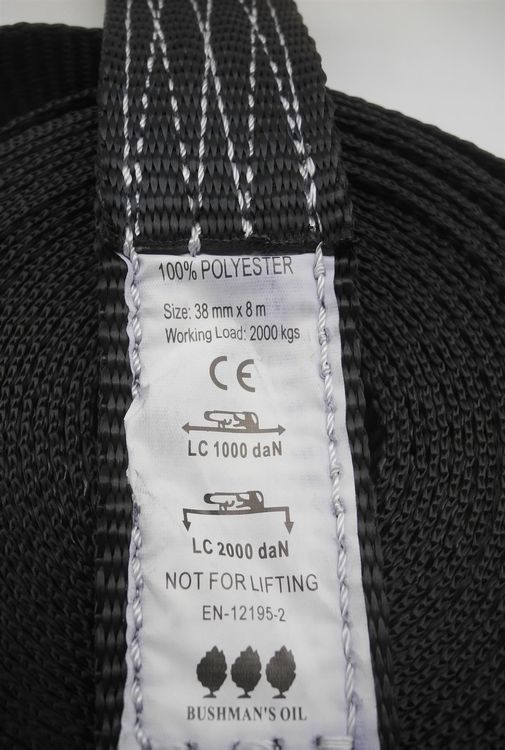 100% POLYESTER
Size: 38 mm x 8 m
Working Load: 2000 kgs
CE
LC 1000 daN
LC 2000 daN
NOT FOR LIFTING
EN-12195-2
BUSHMAN'S OIL